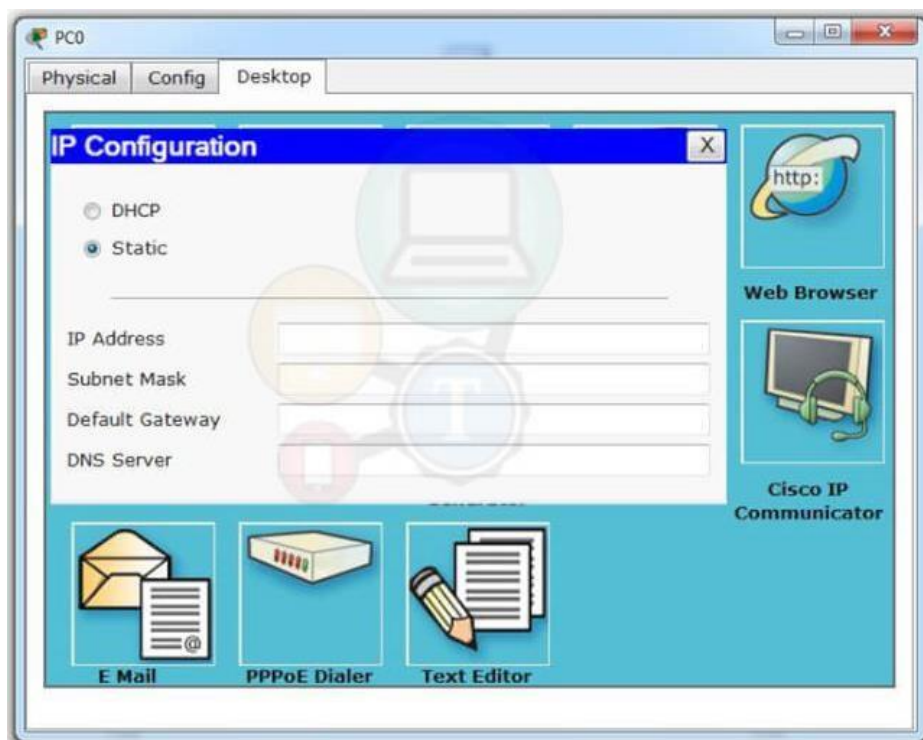 PC0
Physical Config Desktop
IP Configuration X
http:
DHCP
Static
Web Browser
IP Address
Subnet Mask
Default Gateway
DNS Server
Cisco IP
Communicator
@
E Mail PPPoE Dialer Text Editor